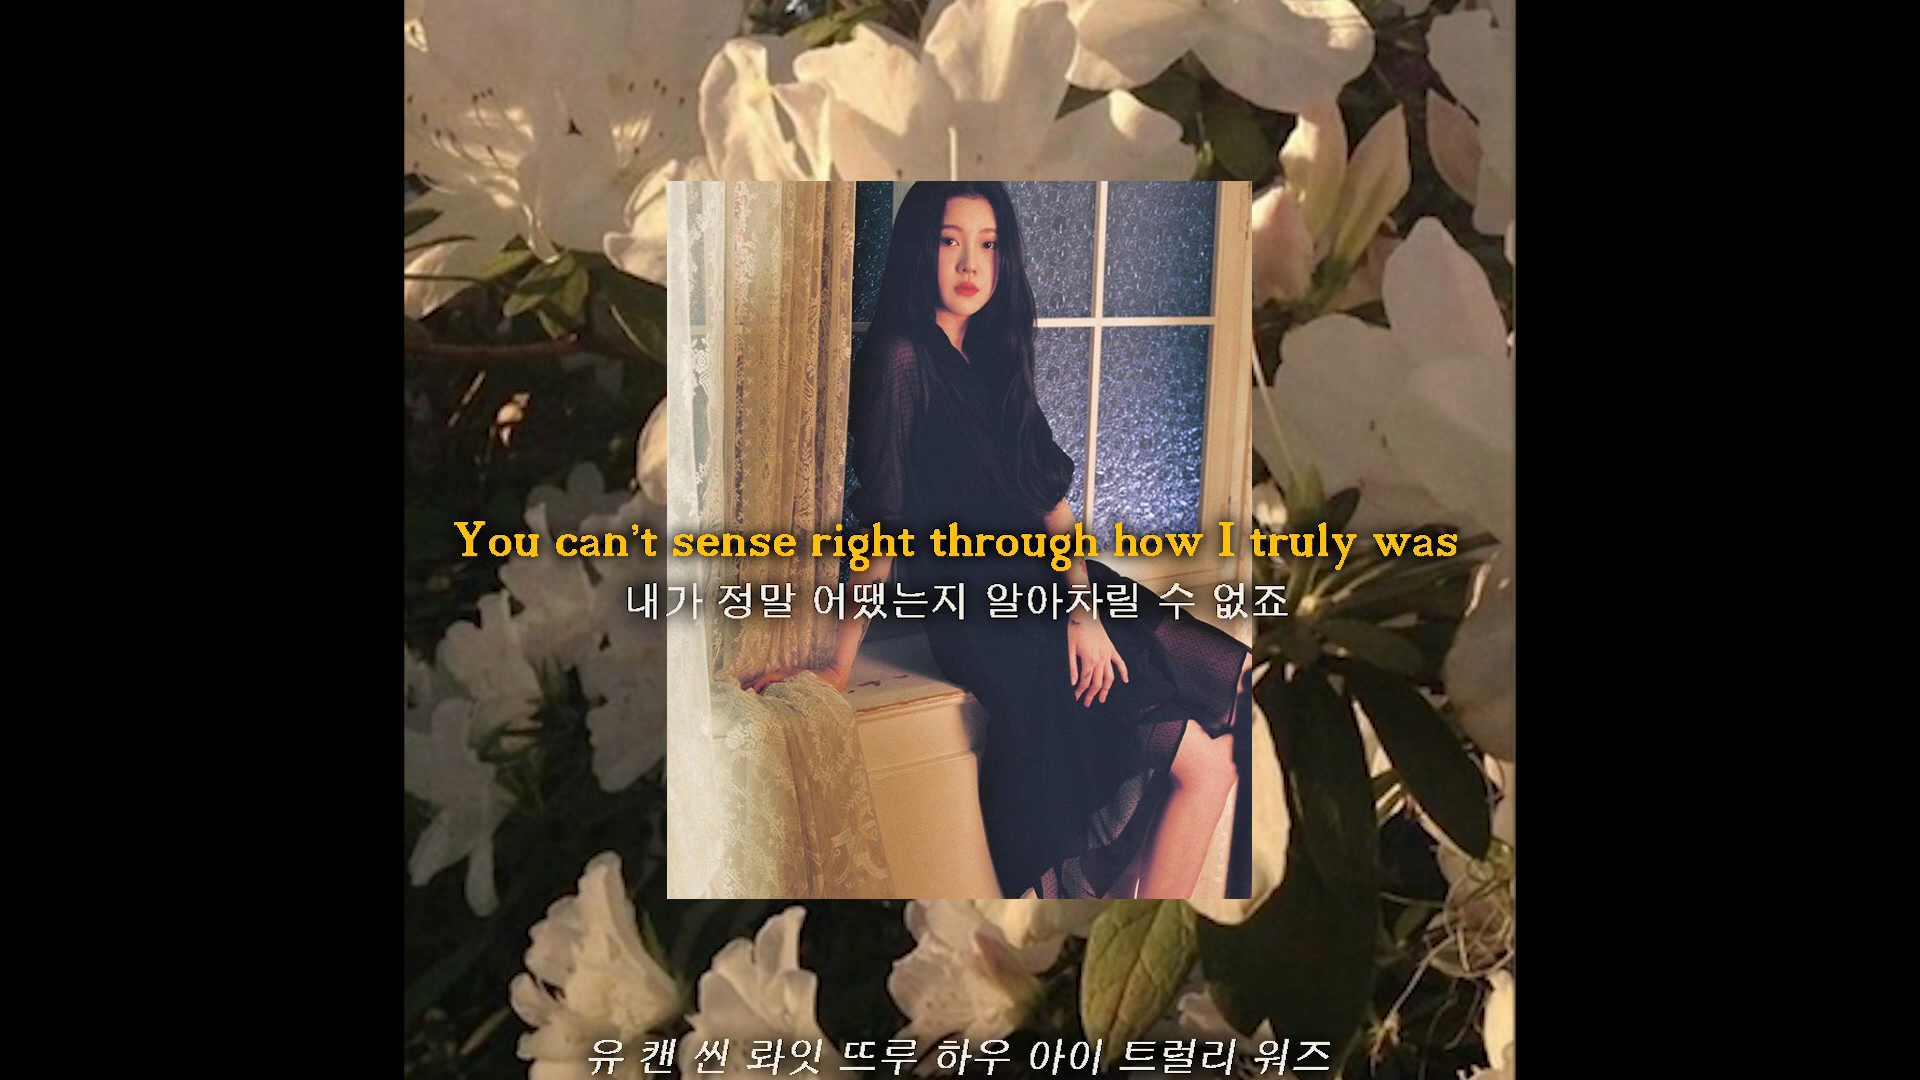 You can't sense right through how I truly was
내가 정말 어땠는지 알아차릴 수 없죠
유 캔 씬 롸잇 뜨루 하우 아이 트럴리 워즈